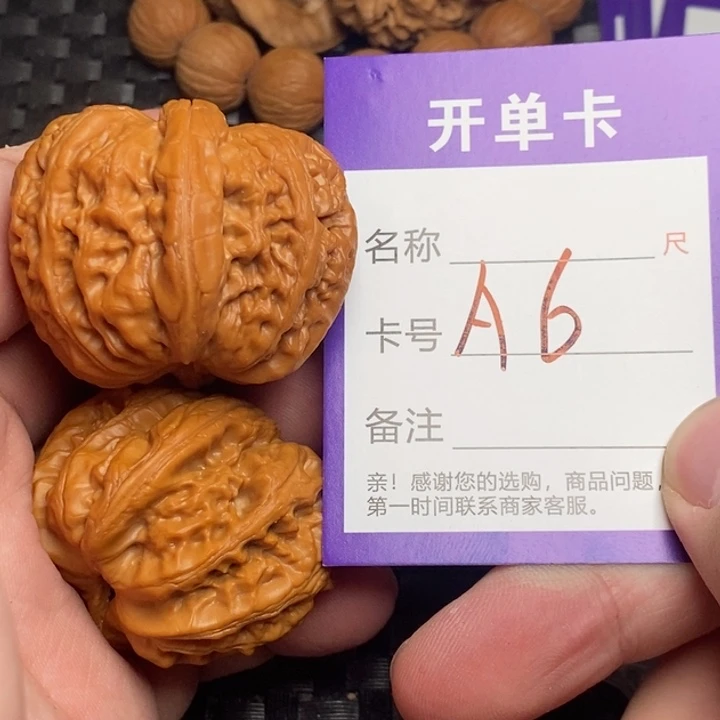 开单卡
名称 尺
卡号 A6
备注
亲！感谢您的选购，商品问题，
第一时间联系商家客服。